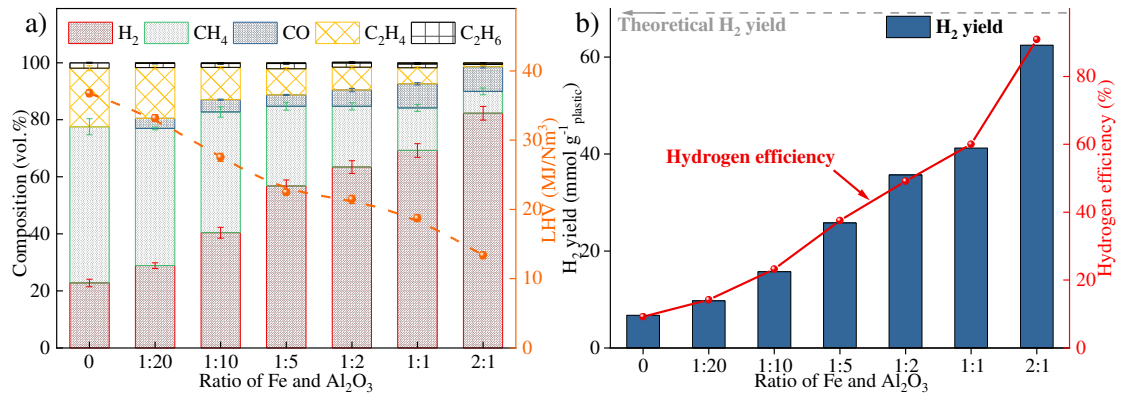 a)
H₂ CH₄ CO C₂H₄ C₂H₆
Composition (vol.%)
100
80
60
40
20
0
0 1:20 1:10 1:5 1:2 1:1 2:1
Ratio of Fe and Al₂O₃
40
30
20
10
0
LHV (MJ/Nm³)
b)
Theoretical H₂ yield
H₂ yield
Hydrogen efficiency
H₂ yield (mmol g⁻¹ plastic)
60
40
20
0
0 1:20 1:10 1:5 1:2 1:1 2:1
Ratio of Fe and Al₂O₃
80
60
40
20
0
Hydrogen efficiency (%)